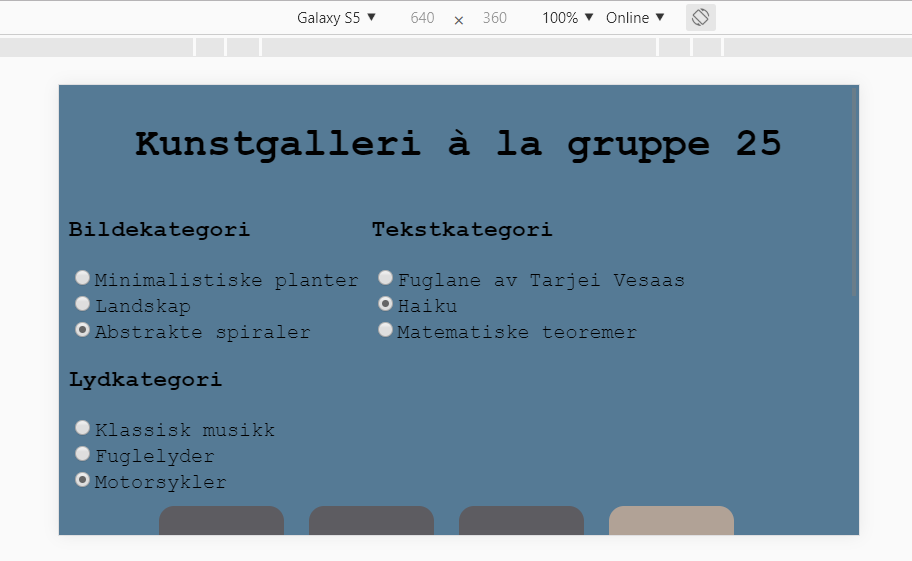 Galaxy S5 ▼ 640 × 360 100% ▼ Online ▼
Kunstgalleri à la gruppe 25
Bildekategori
Minimalistiske planter
Landskap
Abstrakte spiraler
Tekstkategori
Fuglane av Tarjei Vesaas
Haiku
Matematiske teoremer
Lydkategori
Klassisk musikk
Fuglelyder
Motorsykler